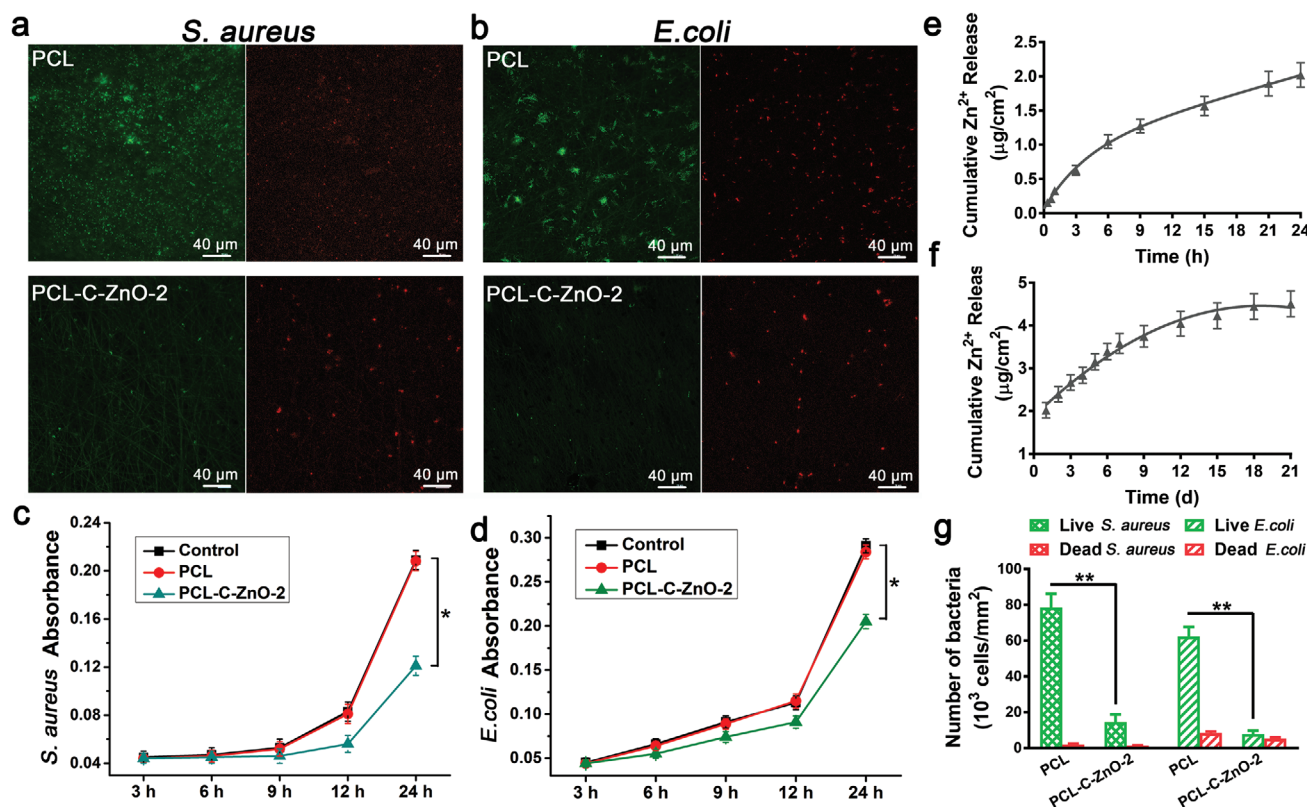 a
S. aureus
PCL
40 μm
40 μm
PCL-C-ZnO-2
40 μm
40 μm
b
E.coli
PCL
40 μm
40 μm
PCL-C-ZnO-2
40 μm
40 μm
c
S. aureus Absorbance
0.24
0.20
0.16
0.12
0.08
0.04
Control
PCL
PCL-C-ZnO-2
*
3 h 6 h 9 h 12 h 24 h
d
E.coli Absorbance
0.30
0.25
0.20
0.15
0.10
0.05
Control
PCL
PCL-C-ZnO-2
*
3 h 6 h 9 h 12 h 24 h
e
Cumulative Zn²⁺ Release
(μg/cm²)
2.5
2.0
1.5
1.0
0.5
0.0
0 3 6 9 12 15 18 21 24
Time (h)
f
Cumulative Zn²⁺ Releas
(μg/cm²)
5
4
3
2
1
0 3 6 9 12 15 18 21
Time (d)
g
Live S. aureus Live E.coli
Dead S. aureus Dead E.coli
Number of bacteria
(10³ cells/mm²)
100
80
60
40
20
0
** **
PCL PCL-C-ZnO-2 PCL PCL-C-ZnO-2